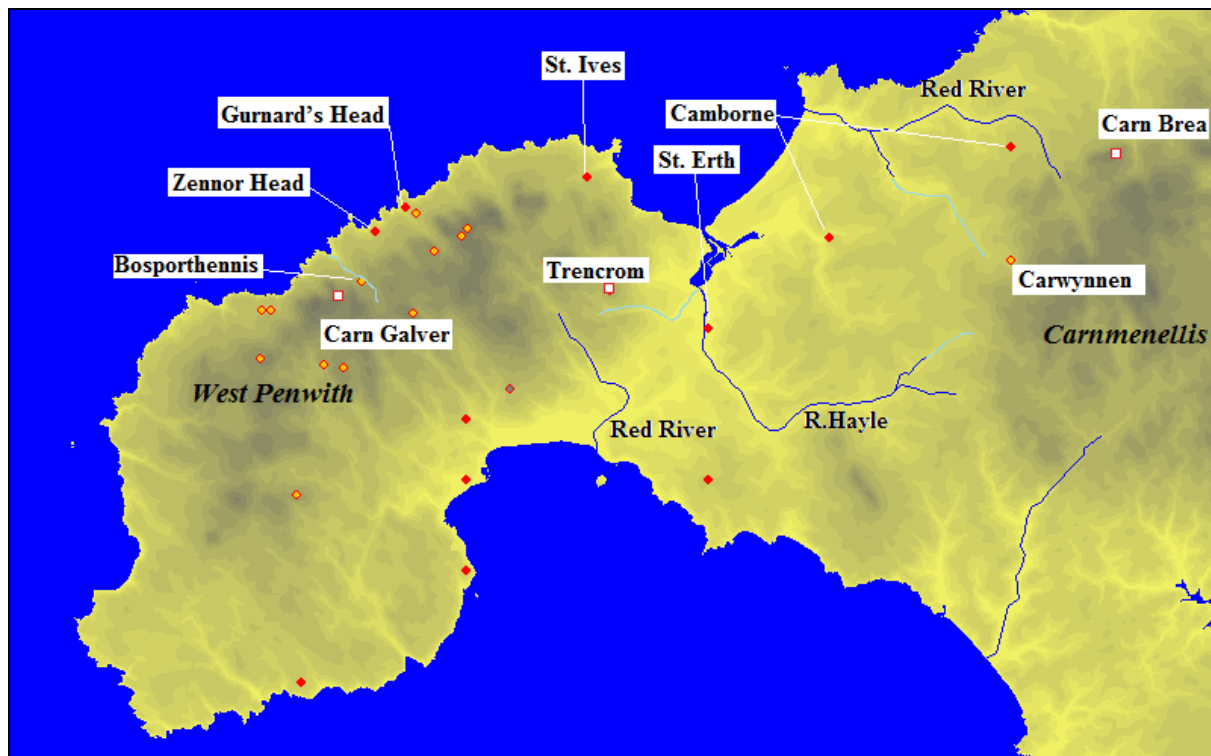 St. Ives
Red River
Gurnard's Head
Camborne
Carn Brea
St. Erth
Zennor Head
Bosporthennis
Trencrom
Carwynnen
Carn Galver
Carnmenellis
West Penwith
Red River
R.Hayle